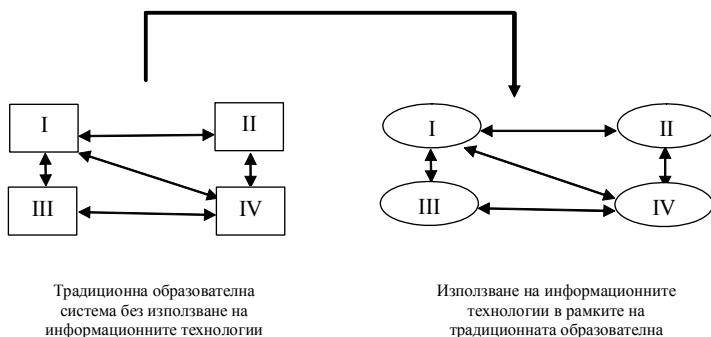 I II I II
III IV III IV
Традиционна образователна
система без използване на
информационните технологии
Използване на информационните
технологии в рамките на
традиционната образователна